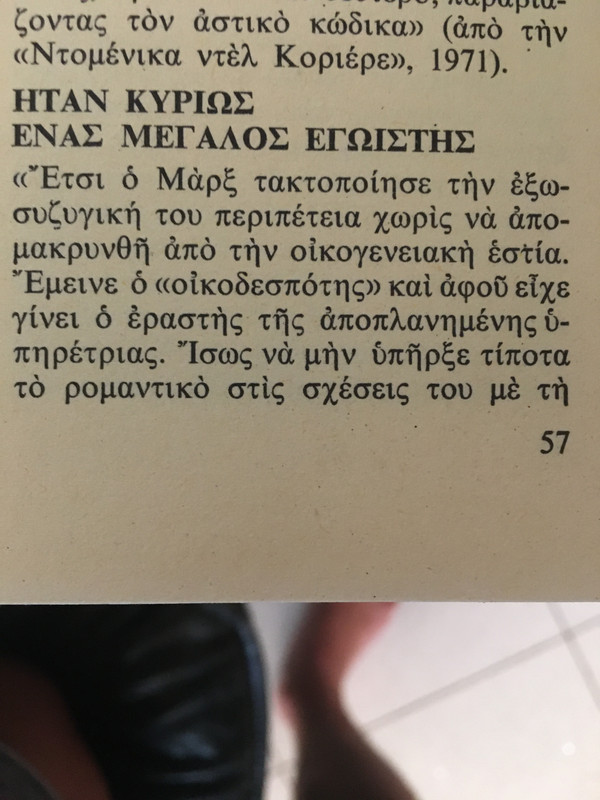 ζοντας τὸν ἀστικὸ κώδικα» (ἀπὸ τὴν
«Ντομένικα ντὲλ Κοριέρε», 1971).
ΗΤΑΝ ΚΥΡΙΩΣ
ΕΝΑΣ ΜΕΓΑΛΟΣ ΕΓΩΙΣΤΗΣ
«Ἔτσι ὁ Μὰρξ τακτοποίησε τὴν ἐξω-
συζυγική του περιπέτεια χωρὶς νὰ ἀπο-
μακρυνθῆ ἀπὸ τὴν οἰκογενειακὴ ἑστία.
Ἔμεινε ὁ «οἰκοδεσπότης» καὶ ἀφοῦ εἶχε
γίνει ὁ ἐραστὴς τῆς ἀποπλανημένης ὑ-
πηρέτριας. Ἴσως νὰ μὴν ὑπῆρξε τίποτα
τὸ ρομαντικὸ στὶς σχέσεις του μὲ τὴ
57